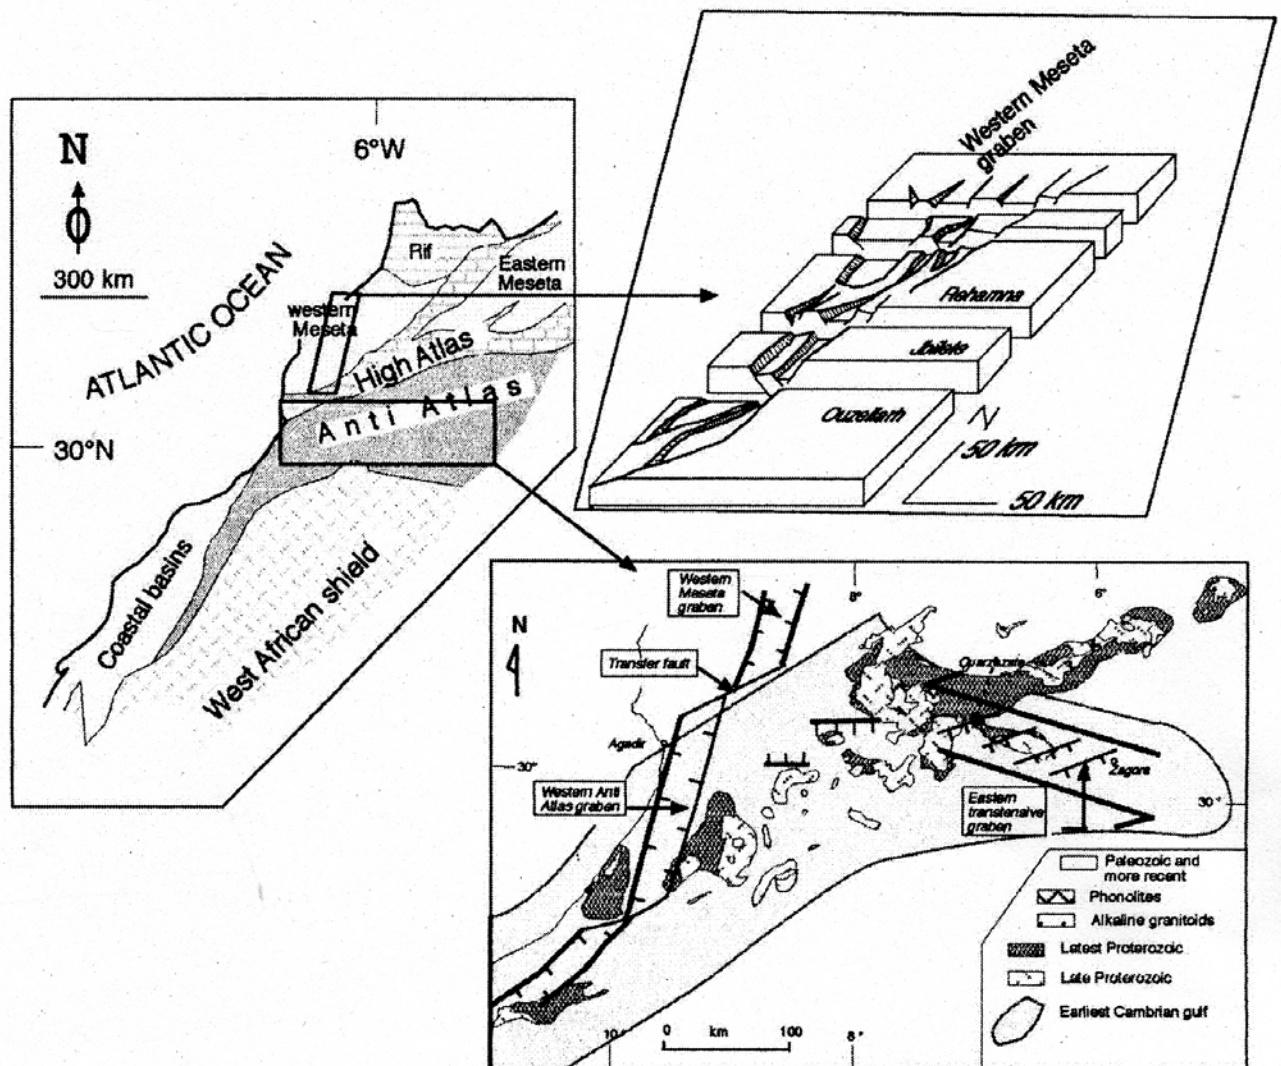 N
300 km
6°W
ATLANTIC OCEAN
Rif
Eastern
Meseta
western
Meseta
High Atlas
Anti Atlas
30°N
Coastal basins
West African shield
Western Meseta
graben
Rehamna
Jbilets
Ouzellarh
N
50 km
50 km
Western
Meseta
graben
8°
6°
N
Transfer fault
Ouarzazate
Agadir
30°
Western Anti
Atlas graben
Zagora
Eastern
transtensive
graben
30°
Paleozoic and
more recent
Phonolites
Alkaline granitoids
Latest Proterozoic
Late Proterozoic
Earliest Cambrian gulf
10°
0 km 100
8°